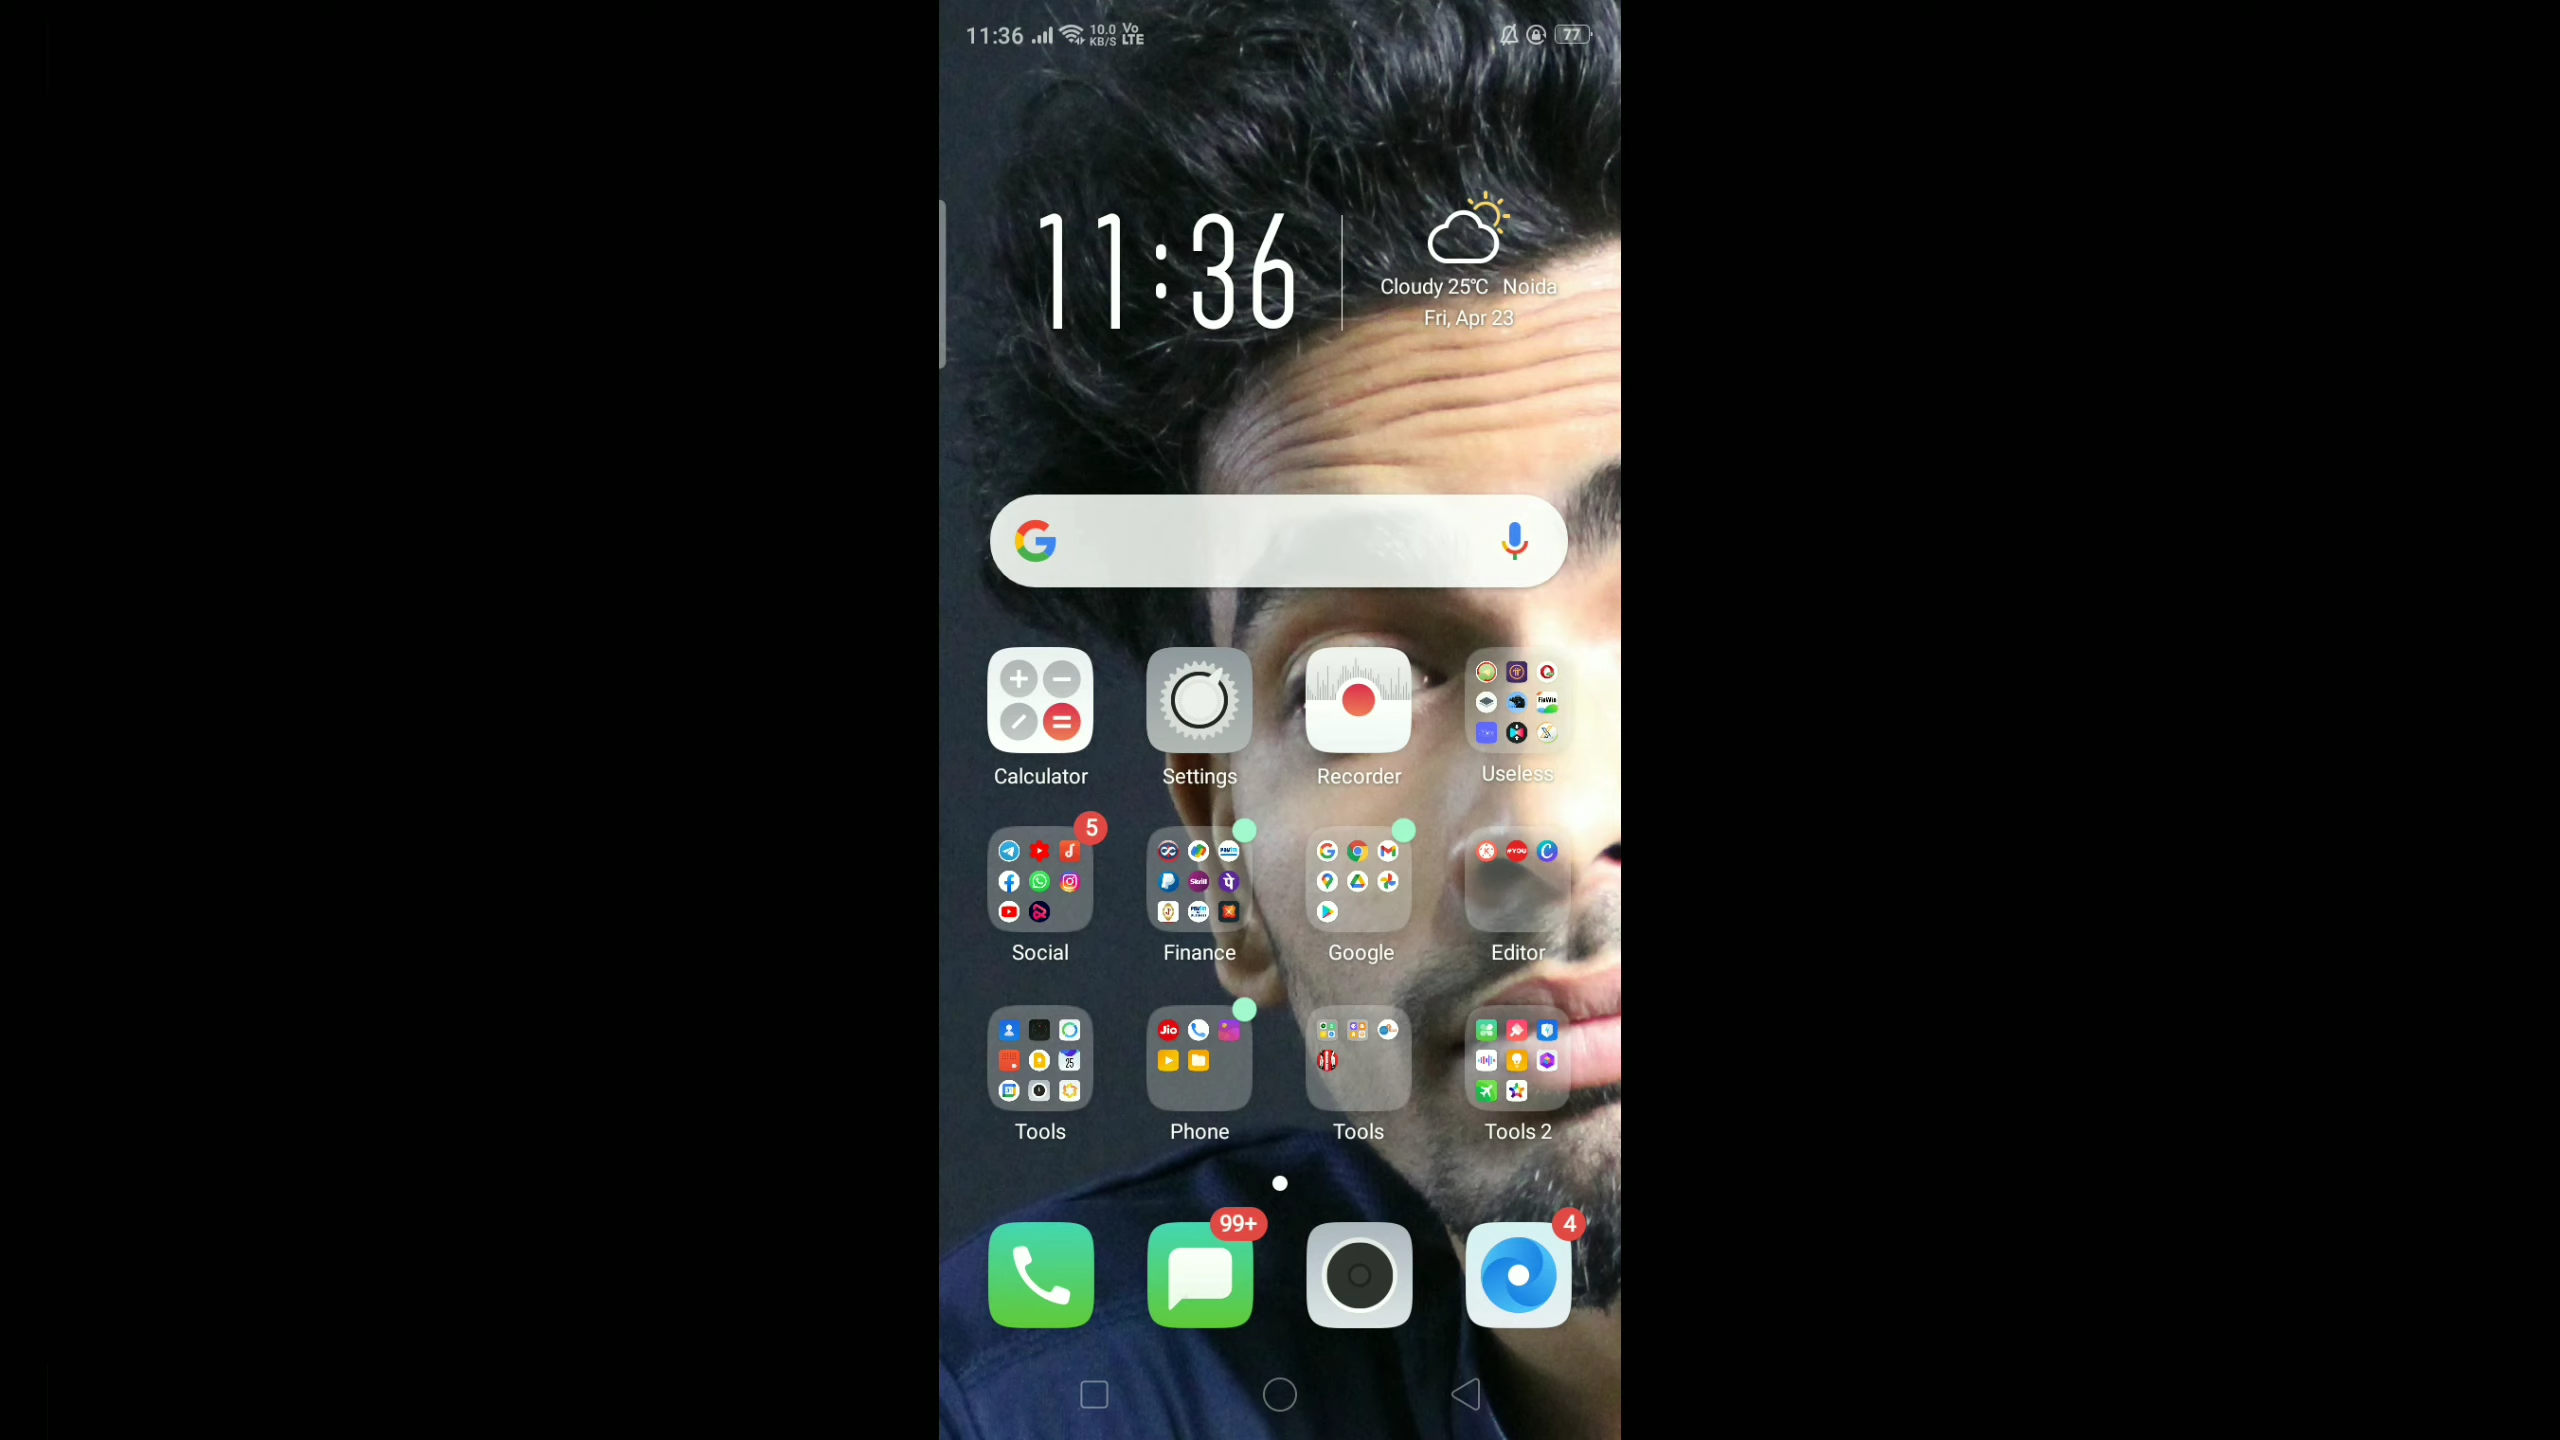 11:36 10.0 KB/S Vo LTE 77
11:36
Cloudy 25°C Noida
Fri, Apr 23
Calculator Settings Recorder Useless
5
Social Finance Google Editor
Tools Phone Tools Tools 2
99+ 4